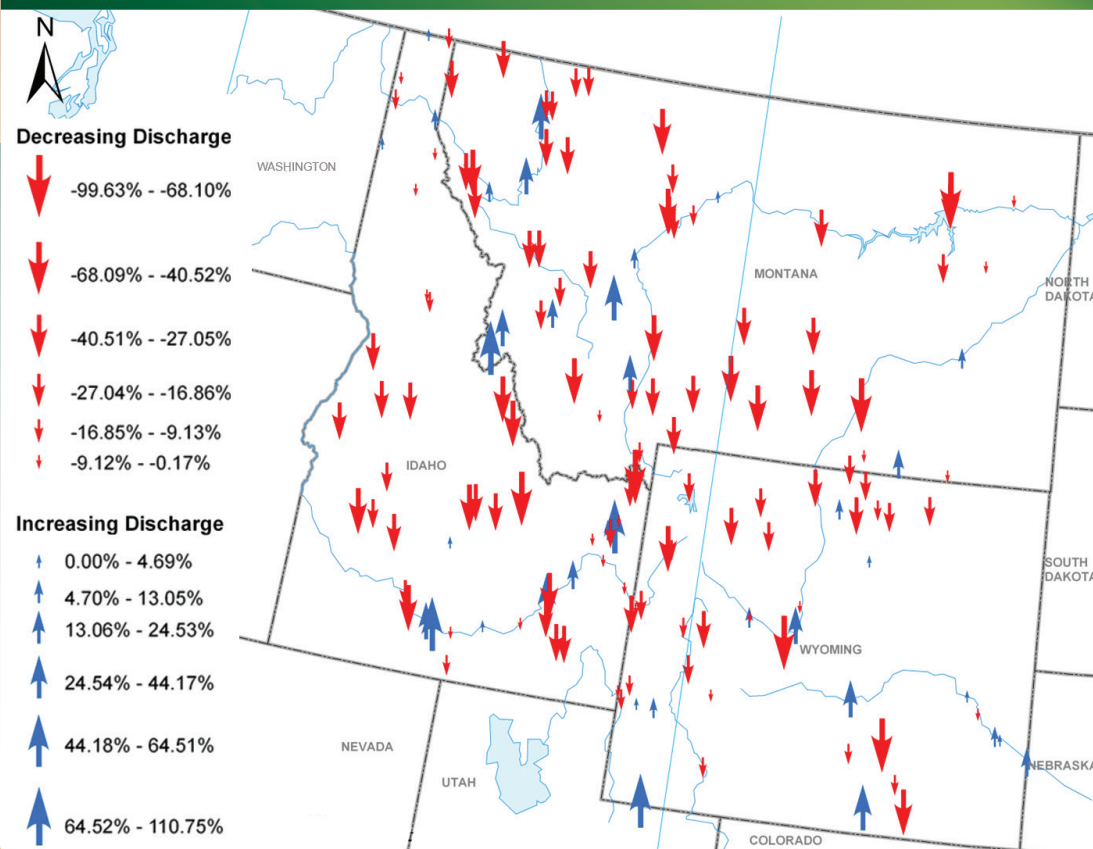 N
Decreasing Discharge
-99.63% - -68.10%
-68.09% - -40.52%
-40.51% - -27.05%
-27.04% - -16.86%
-16.85% - -9.13%
-9.12% - -0.17%
Increasing Discharge
0.00% - 4.69%
4.70% - 13.05%
13.06% - 24.53%
24.54% - 44.17%
44.18% - 64.51%
64.52% - 110.75%
WASHINGTON
MONTANA
NORTH
DAKOTA
IDAHO
SOUTH
DAKOTA
WYOMING
NEVADA
UTAH
NEBRASKA
COLORADO